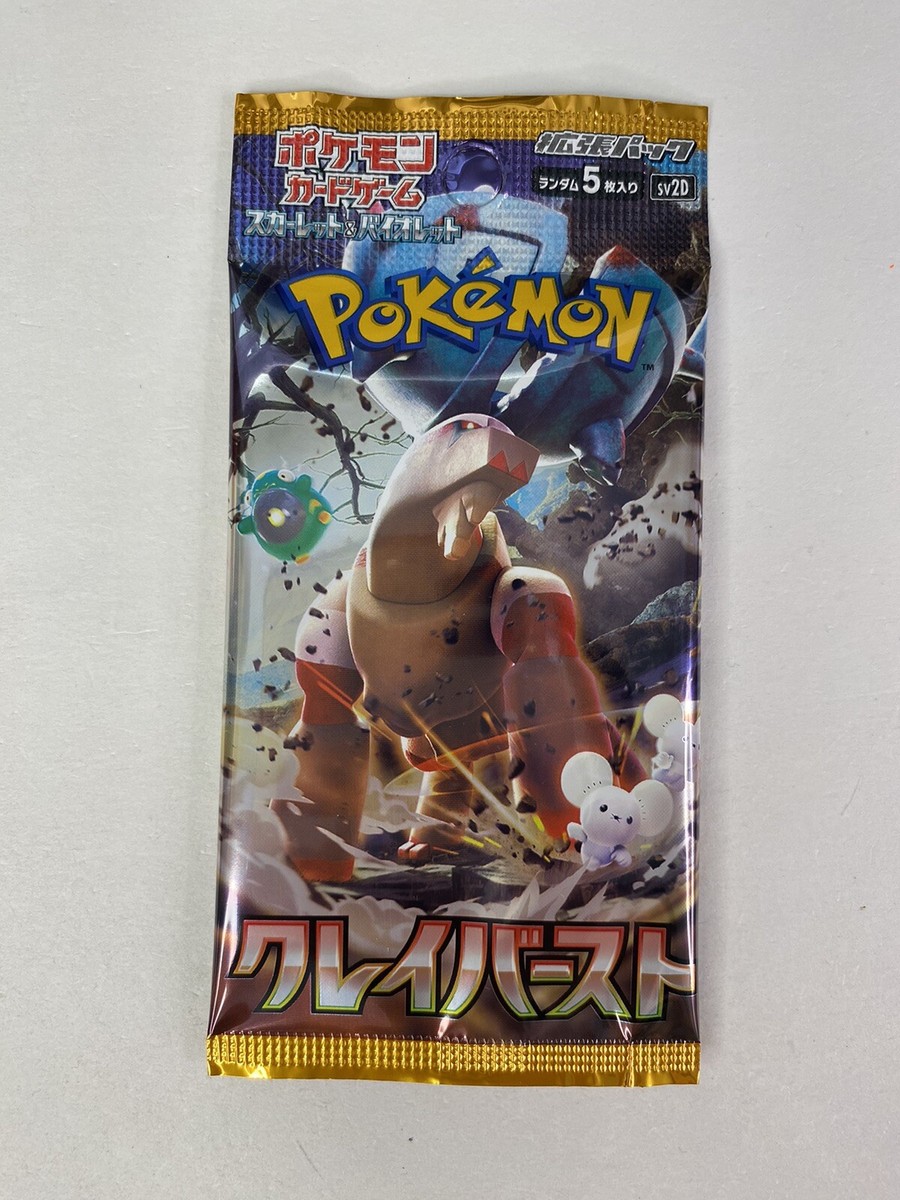 ポケモン
カードゲーム
スカーレット&バイオレット
拡張パック
ランダム5枚入り
SV2D
POKéMON
TM
クレイバースト